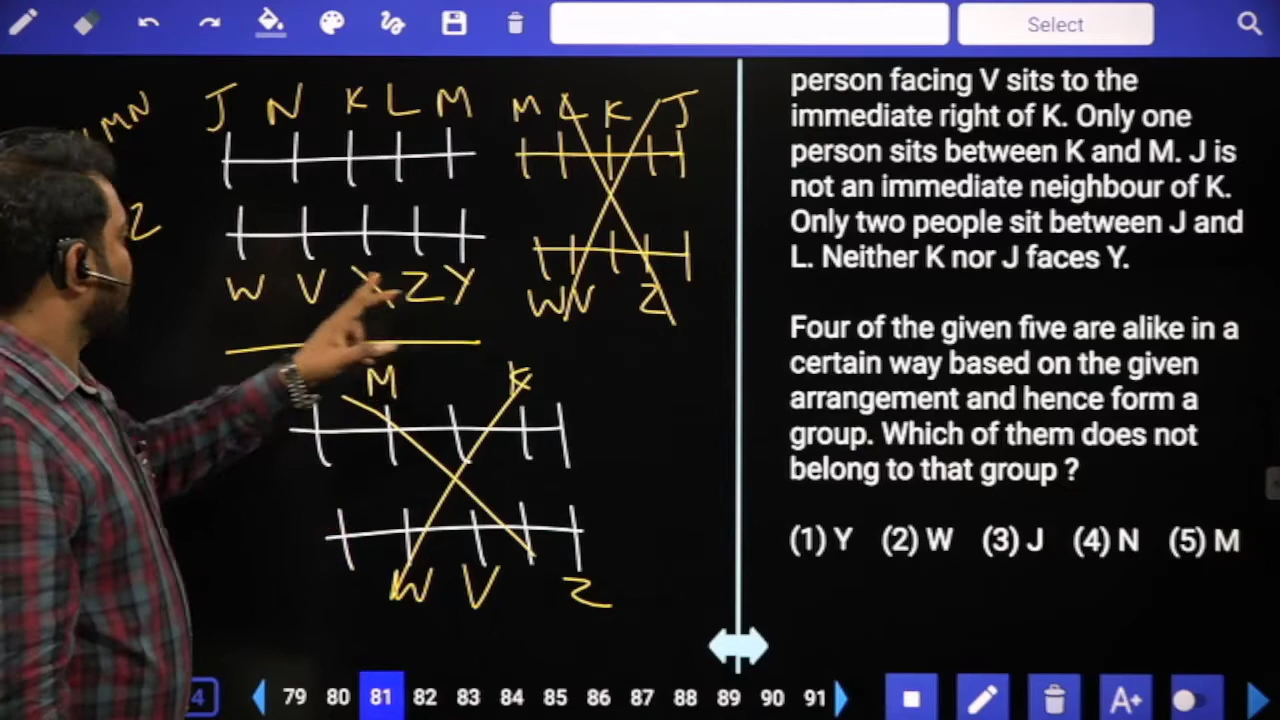 Select
person facing V sits to the
immediate right of K. Only one
person sits between K and M. J is
not an immediate neighbour of K.
Only two people sit between J and
L. Neither K nor J faces Y.
Four of the given five are alike in a
certain way based on the given
arrangement and hence form a
group. Which of them does not
belong to that group ?
(1) Y (2) W (3) J (4) N (5) M
MN
Z
J N K L M
W V X Z Y
M L K J
W V Z
M K
W V Z
4 79 80 81 82 83 84 85 86 87 88 89 90 91
A+